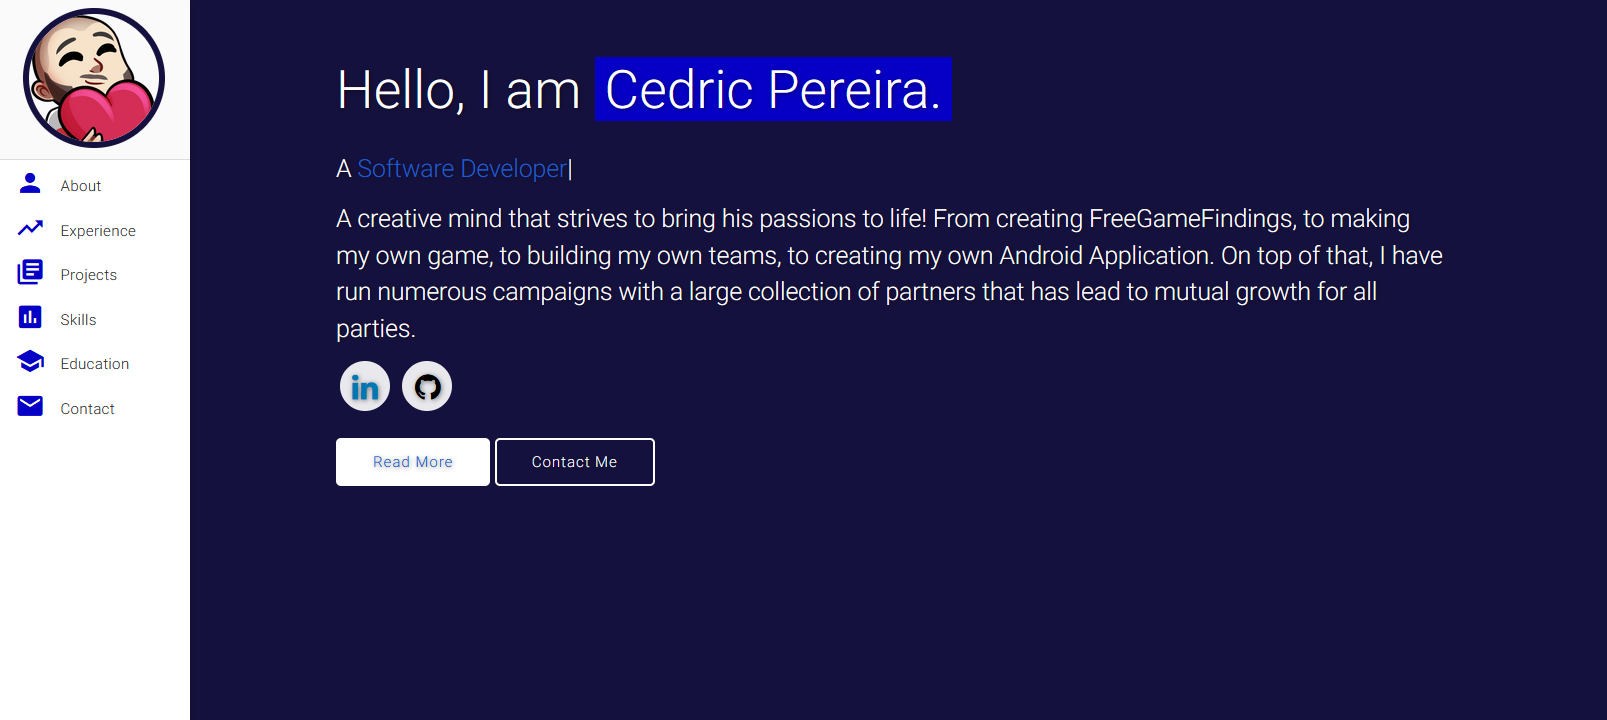 About
Experience
Projects
Skills
Education
Contact
Hello, I am Cedric Pereira.
A Software Developer|
A creative mind that strives to bring his passions to life! From creating FreeGameFindings, to making
my own game, to building my own teams, to creating my own Android Application. On top of that, I have
run numerous campaigns with a large collection of partners that has lead to mutual growth for all
parties.
in
Read More Contact Me